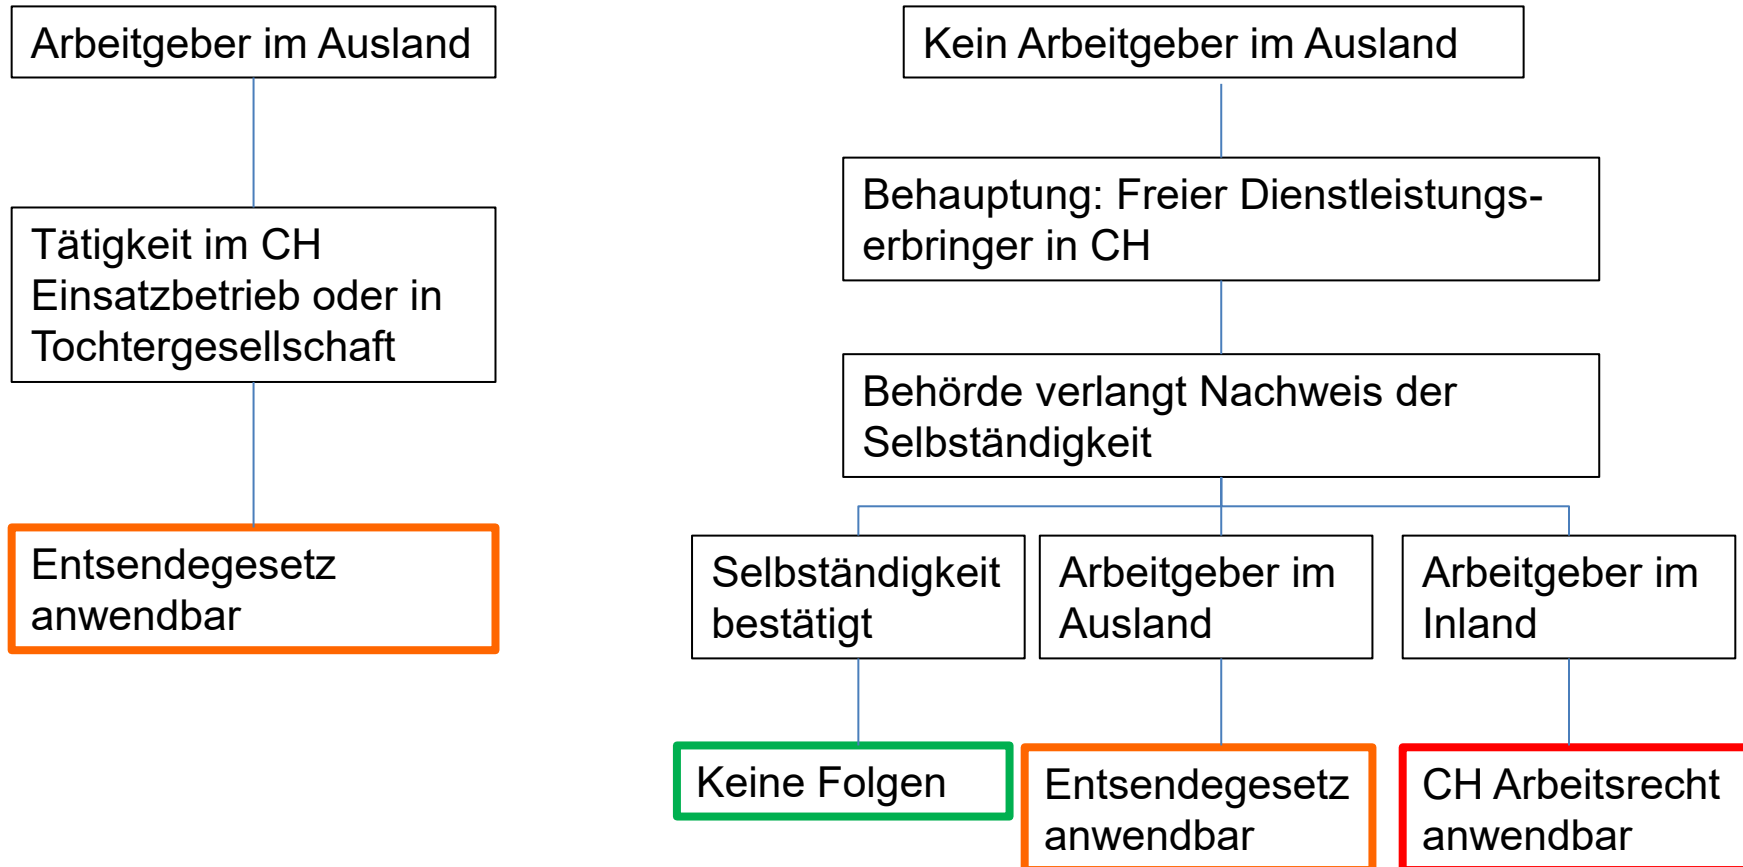 Arbeitgeber im Ausland
Tätigkeit im CH
Einsatzbetrieb oder in
Tochtergesellschaft
Entsendegesetz
anwendbar
Kein Arbeitgeber im Ausland
Behauptung: Freier Dienstleistungs-
erbringer in CH
Behörde verlangt Nachweis der
Selbständigkeit
Selbständigkeit
bestätigt
Arbeitgeber im
Ausland
Arbeitgeber im
Inland
Keine Folgen
Entsendegesetz
anwendbar
CH Arbeitsrecht
anwendbar